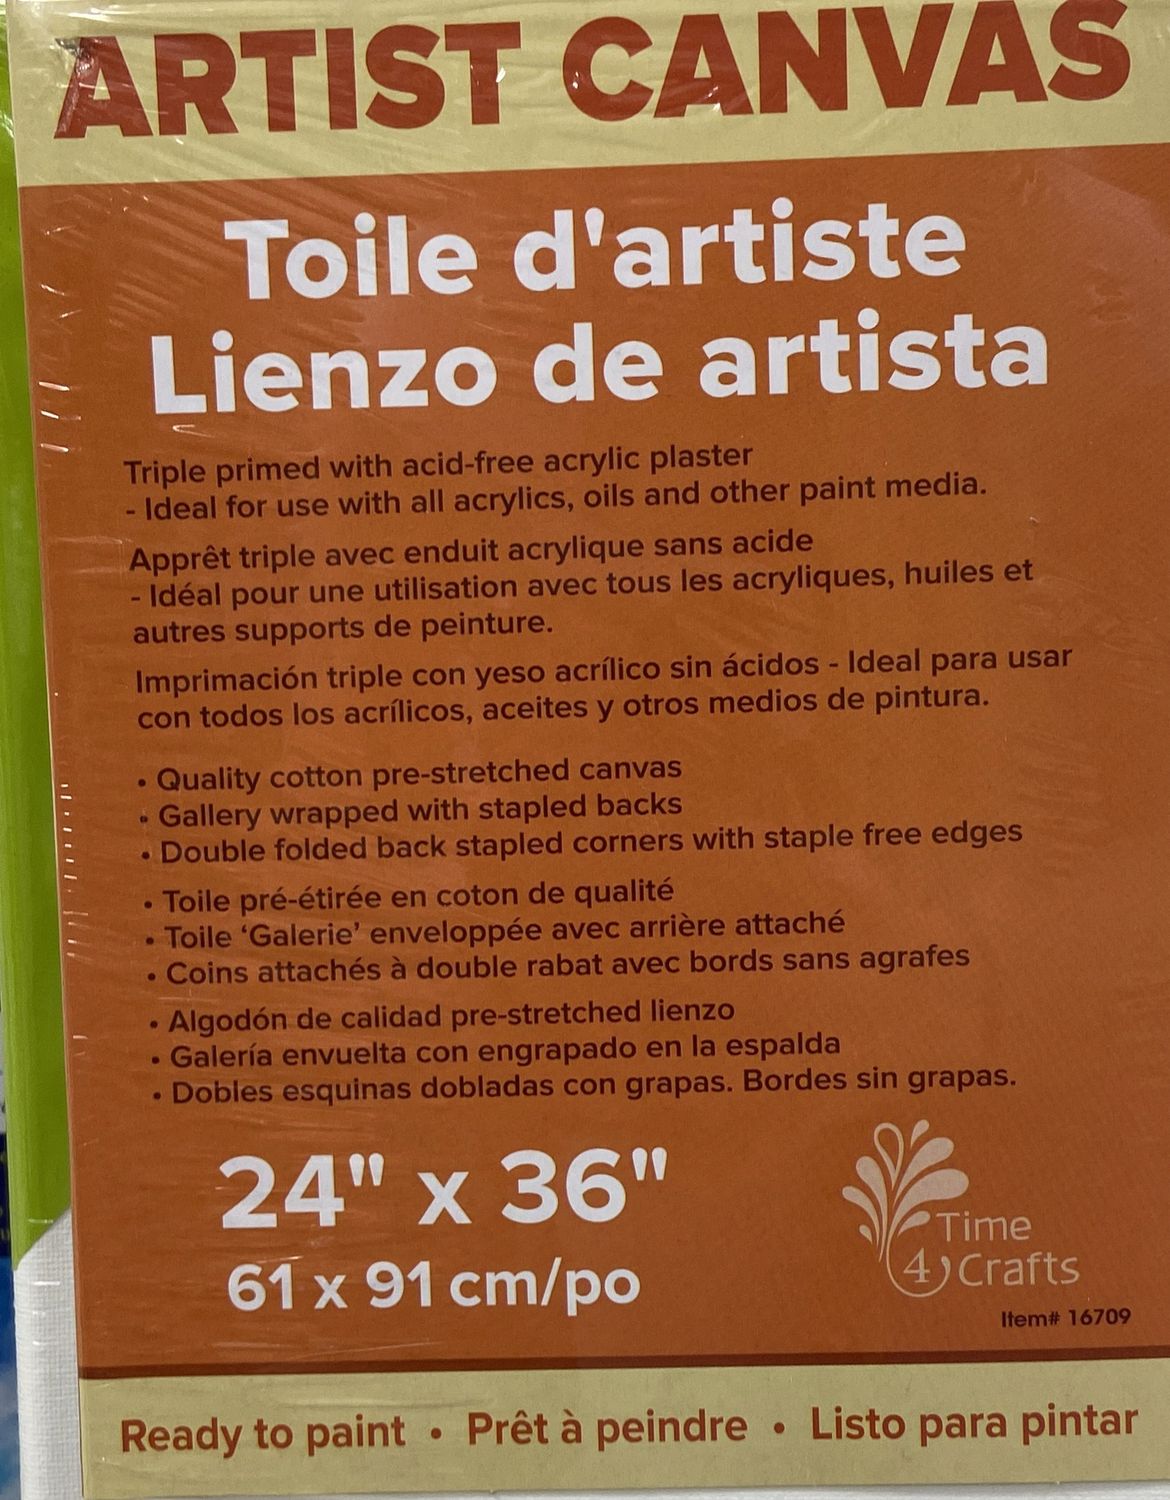 ARTIST CANVAS
Toile d'artiste
Lienzo de artista
Triple primed with acid-free acrylic plaster
- Ideal for use with all acrylics, oils and other paint media.
Apprêt triple avec enduit acrylique sans acide
- Idéal pour une utilisation avec tous les acryliques, huiles et
autres supports de peinture.
Imprimación triple con yeso acrílico sin ácidos - Ideal para usar
con todos los acrílicos, aceites y otros medios de pintura.
• Quality cotton pre-stretched canvas
• Gallery wrapped with stapled backs
• Double folded back stapled corners with staple free edges
• Toile pré-étirée en coton de qualité
• Toile ‘Galerie’ enveloppée avec arrière attaché
• Coins attachés à double rabat avec bords sans agrafes
• Algodón de calidad pre-stretched lienzo
• Galería envuelta con engrapado en la espalda
• Dobles esquinas dobladas con grapas. Bordes sin grapas.
24" x 36"
61 x 91 cm/po
Time
4 Crafts
Item# 16709
Ready to paint • Prêt à peindre • Listo para pintar